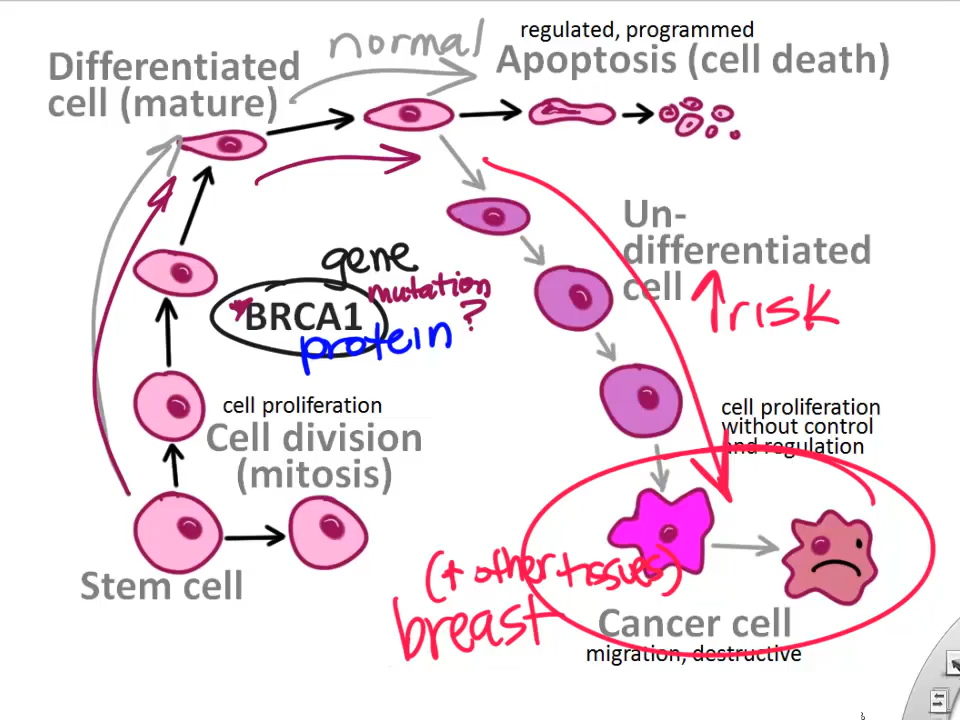 normal
regulated, programmed
Apoptosis (cell death)
Differentiated
cell (mature)
Un-
differentiated
cell
↑risk
gene
mutation
*BRCA1
?
protein
cell proliferation
Cell division
(mitosis)
cell proliferation
without control
and regulation
Stem cell
(+ other tissues)
breast
Cancer cell
migration, destructive